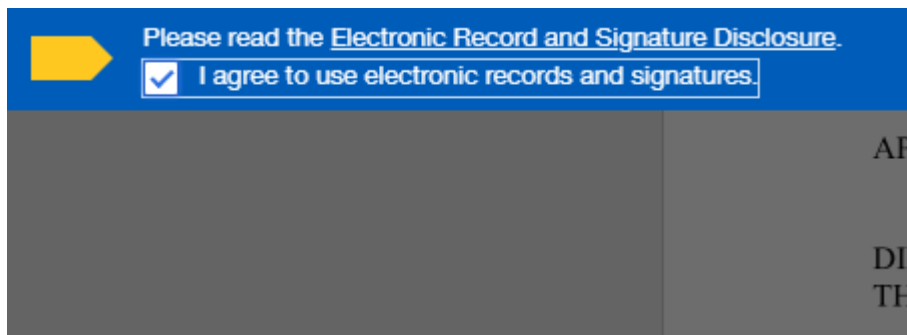 Please read the Electronic Record and Signature Disclosure.
I agree to use electronic records and signatures.